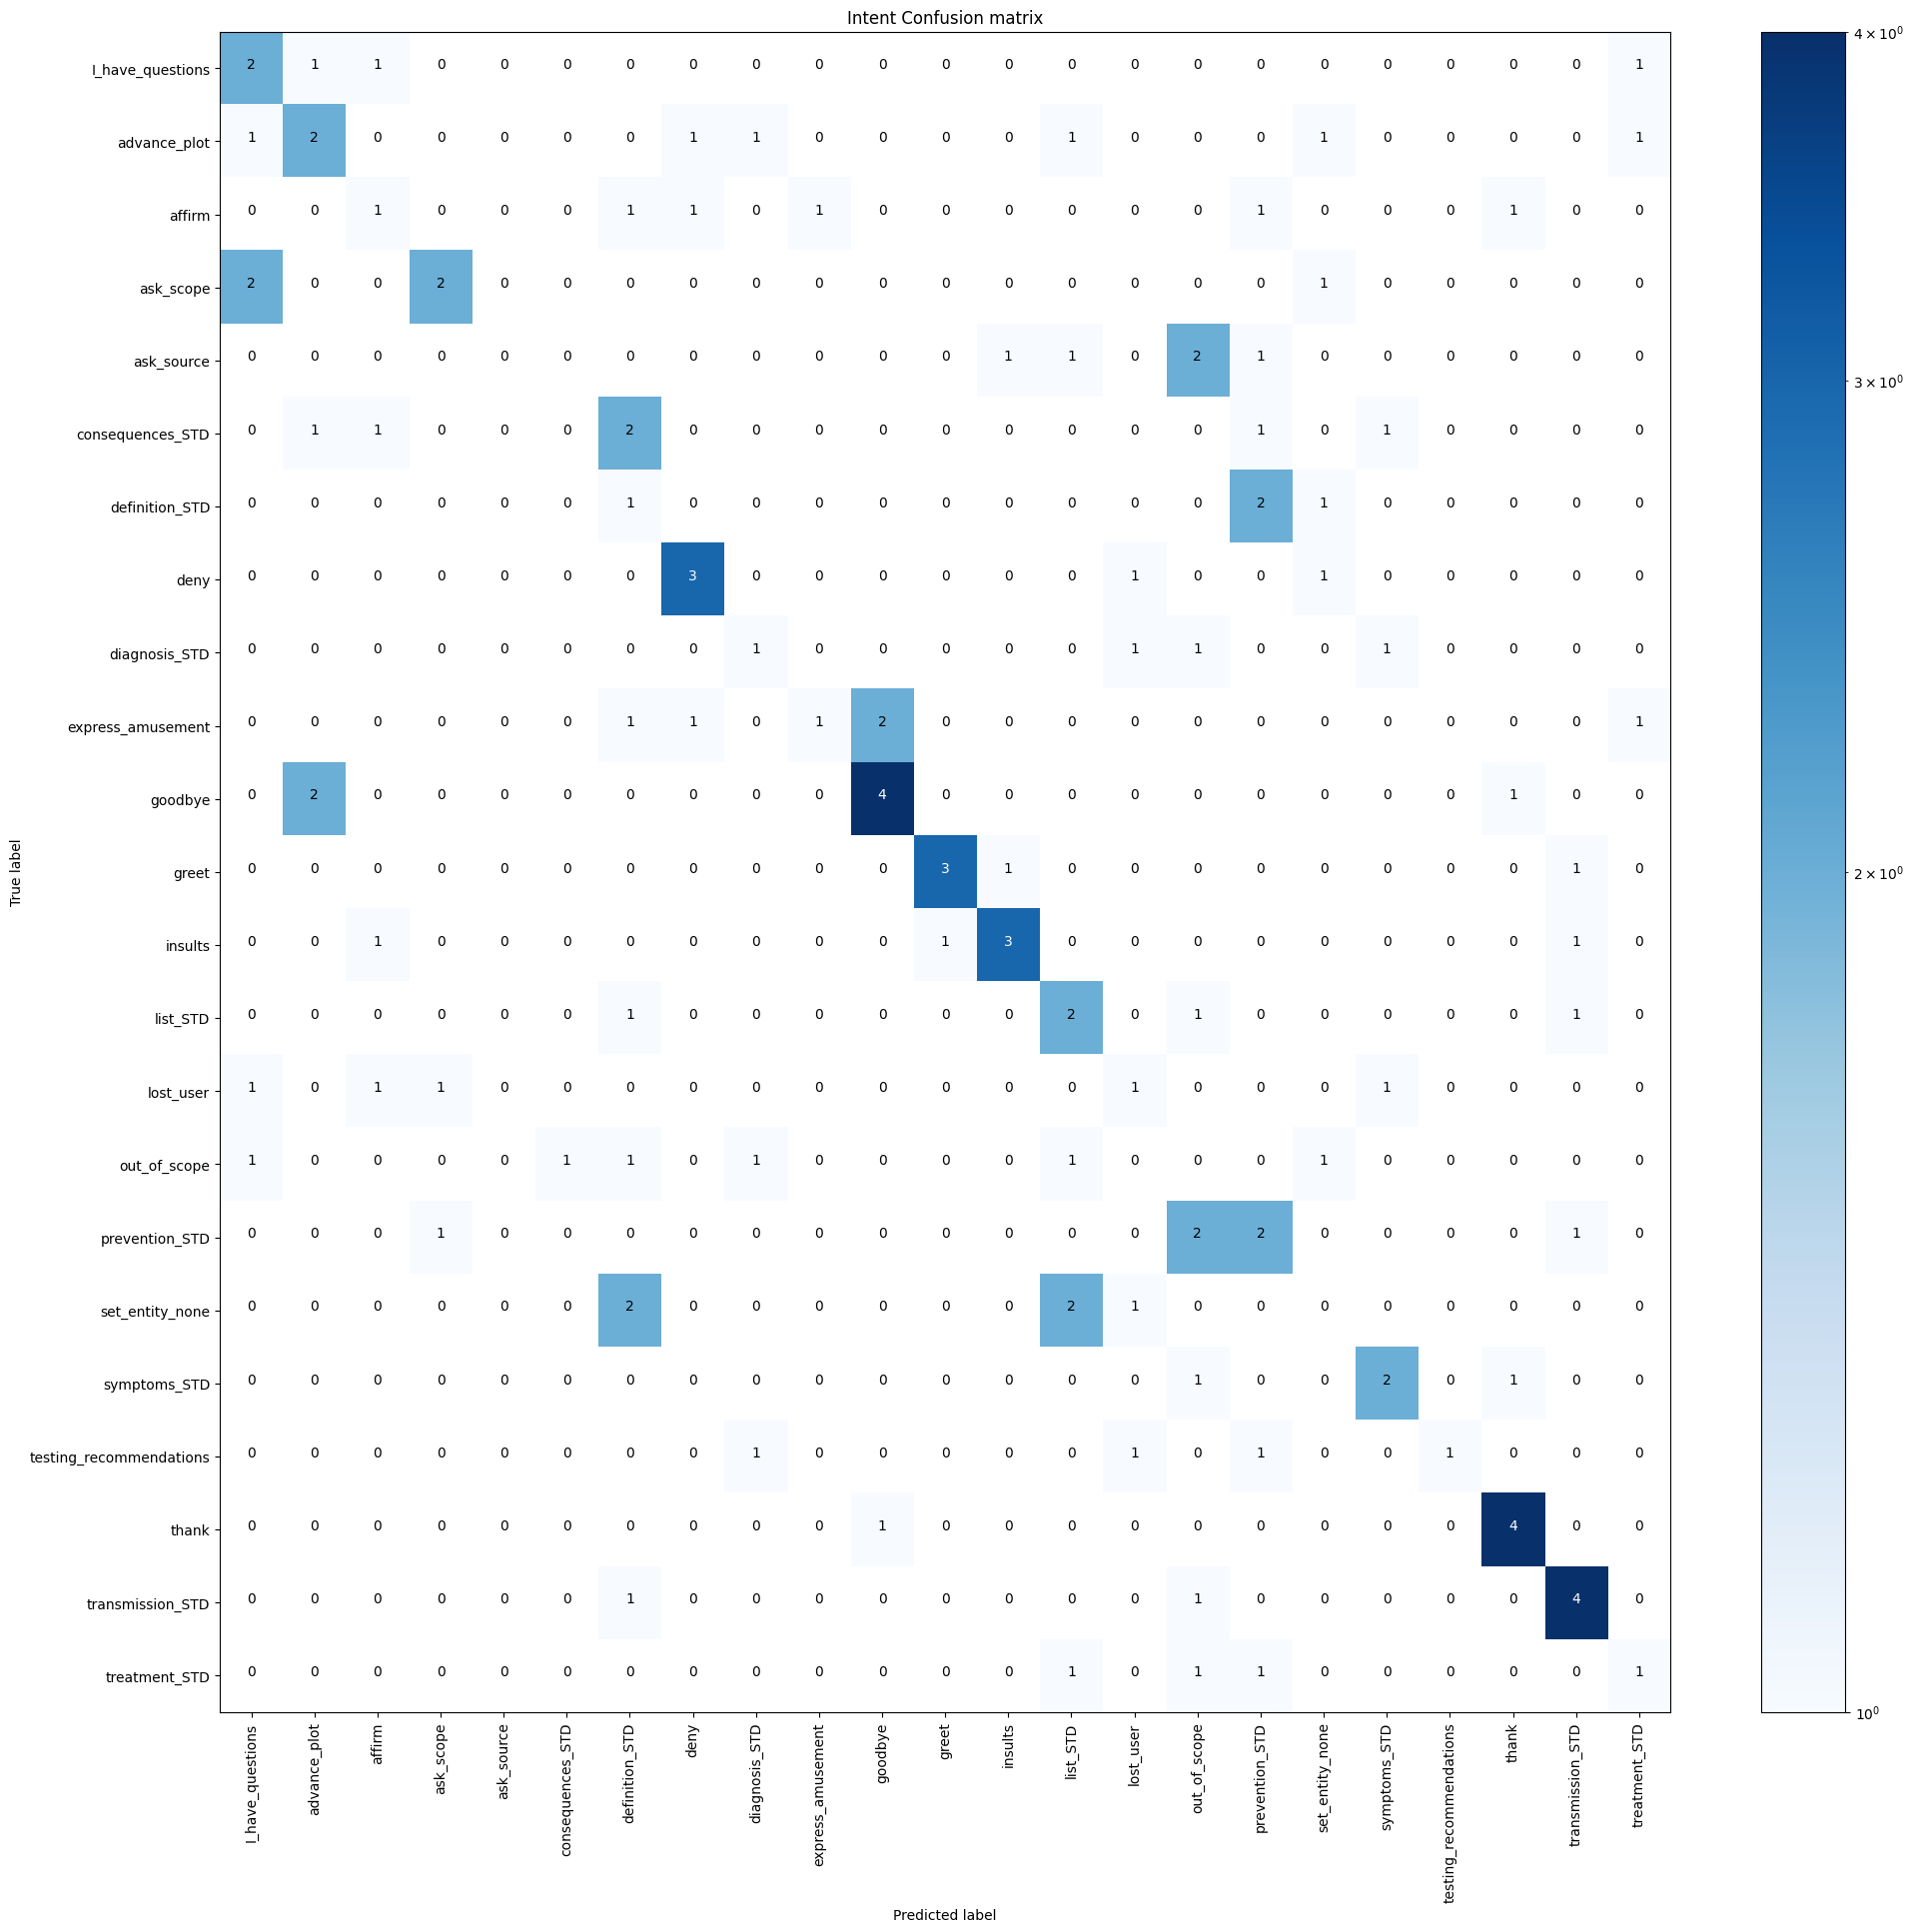 Intent Confusion matrix
I_have_questions 2 1 1 0 0 0 0 0 0 0 0 0 0 0 0 0 0 0 0 0 0 0 1
advance_plot 1 2 0 0 0 0 0 1 1 0 0 0 0 1 0 0 0 1 0 0 0 0 1
affirm 0 0 1 0 0 0 1 1 0 1 0 0 0 0 0 0 1 0 0 0 1 0 0
ask_scope 2 0 0 2 0 0 0 0 0 0 0 0 0 0 0 0 0 1 0 0 0 0 0
ask_source 0 0 0 0 0 0 0 0 0 0 0 0 1 1 0 2 1 0 0 0 0 0 0
consequences_STD 0 1 1 0 0 0 2 0 0 0 0 0 0 0 0 0 1 0 1 0 0 0 0
definition_STD 0 0 0 0 0 0 1 0 0 0 0 0 0 0 0 0 2 1 0 0 0 0 0
deny 0 0 0 0 0 0 0 3 0 0 0 0 0 0 1 0 0 1 0 0 0 0 0
diagnosis_STD 0 0 0 0 0 0 0 0 1 0 0 0 0 0 1 1 0 0 1 0 0 0 0
express_amusement 0 0 0 0 0 0 1 1 0 1 2 0 0 0 0 0 0 0 0 0 0 0 1
goodbye 0 2 0 0 0 0 0 0 0 0 4 0 0 0 0 0 0 0 0 0 1 0 0
greet 0 0 0 0 0 0 0 0 0 0 0 3 1 0 0 0 0 0 0 0 0 1 0
insults 0 0 1 0 0 0 0 0 0 0 0 1 3 0 0 0 0 0 0 0 0 1 0
list_STD 0 0 0 0 0 0 1 0 0 0 0 0 0 2 0 1 0 0 0 0 0 1 0
lost_user 1 0 1 1 0 0 0 0 0 0 0 0 0 0 1 0 0 0 1 0 0 0 0
out_of_scope 1 0 0 0 0 1 1 0 1 0 0 0 0 1 0 0 0 1 0 0 0 0 0
prevention_STD 0 0 0 1 0 0 0 0 0 0 0 0 0 0 0 2 2 0 0 0 0 1 0
set_entity_none 0 0 0 0 0 0 2 0 0 0 0 0 0 2 1 0 0 0 0 0 0 0 0
symptoms_STD 0 0 0 0 0 0 0 0 0 0 0 0 0 0 0 1 0 0 2 0 1 0 0
testing_recommendations 0 0 0 0 0 0 0 0 1 0 0 0 0 0 1 0 1 0 0 1 0 0 0
thank 0 0 0 0 0 0 0 0 0 0 1 0 0 0 0 0 0 0 0 0 4 0 0
transmission_STD 0 0 0 0 0 0 1 0 0 0 0 0 0 0 0 1 0 0 0 0 0 4 0
treatment_STD 0 0 0 0 0 0 0 0 0 0 0 0 0 1 0 1 1 0 0 0 0 0 1
True label
I_have_questions
advance_plot
affirm
ask_scope
ask_source
consequences_STD
definition_STD
deny
diagnosis_STD
express_amusement
goodbye
greet
insults
list_STD
lost_user
out_of_scope
prevention_STD
set_entity_none
symptoms_STD
testing_recommendations
thank
transmission_STD
treatment_STD
Predicted label
4 × 10⁰
3 × 10⁰
2 × 10⁰
10⁰